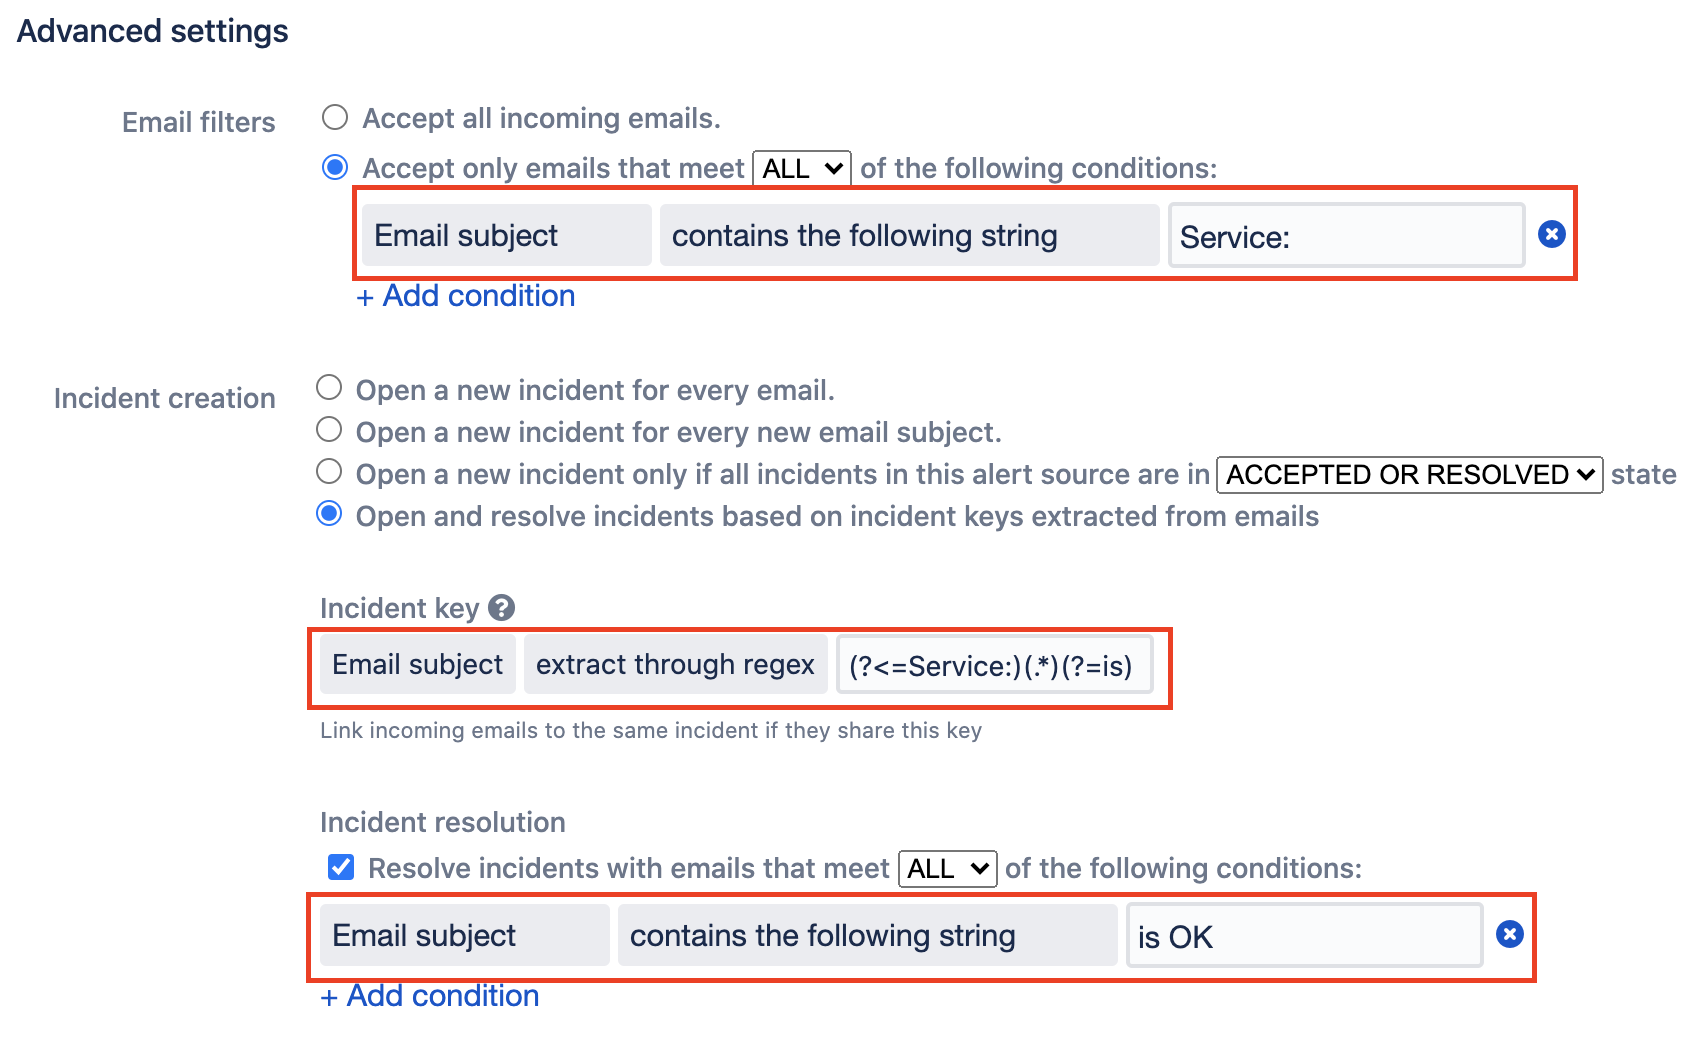 Advanced settings
Email filters
Accept all incoming emails.
Accept only emails that meet ALL of the following conditions:
Email subject contains the following string Service:
+ Add condition
Incident creation
Open a new incident for every email.
Open a new incident for every new email subject.
Open a new incident only if all incidents in this alert source are in ACCEPTED OR RESOLVED state
Open and resolve incidents based on incident keys extracted from emails
Incident key ?
Email subject extract through regex (?<=Service:)(.*)(?=is)
Link incoming emails to the same incident if they share this key
Incident resolution
Resolve incidents with emails that meet ALL of the following conditions:
Email subject contains the following string is OK
+ Add condition